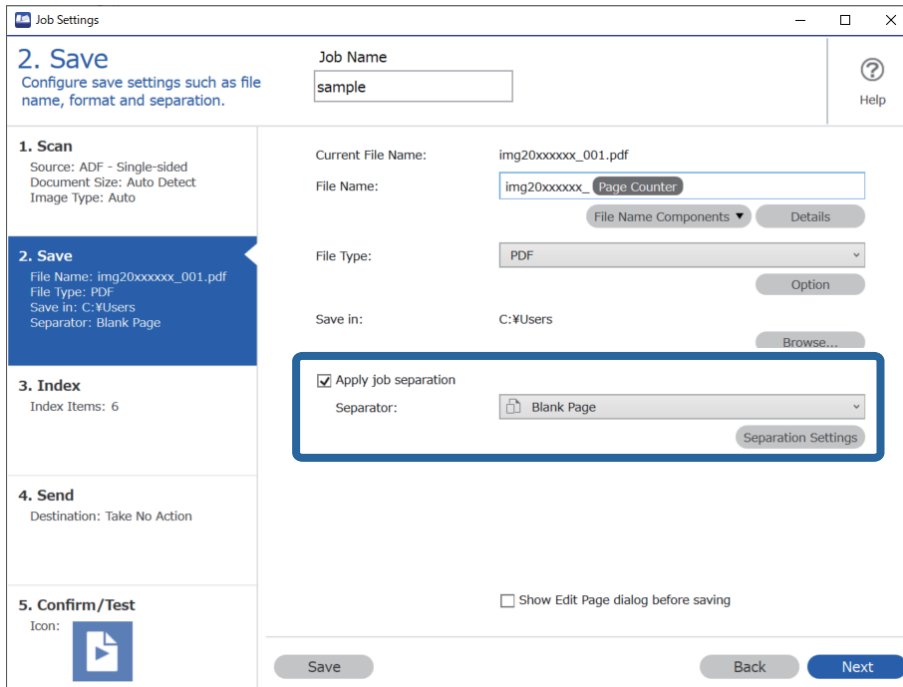 Job Settings
2. Save
Configure save settings such as file
name, format and separation.
Job Name
sample
Help
1. Scan
Source: ADF - Single-sided
Document Size: Auto Detect
Image Type: Auto
2. Save
File Name: img20xxxxxx_001.pdf
File Type: PDF
Save in: C:¥Users
Separator: Blank Page
3. Index
Index Items: 6
4. Send
Destination: Take No Action
5. Confirm/Test
Icon:
Current File Name: img20xxxxxx_001.pdf
File Name: img20xxxxxx_ Page Counter
File Name Components ▼ Details
File Type: PDF
Option
Save in: C:¥Users
Browse...
Apply job separation
Separator: Blank Page
Separation Settings
Show Edit Page dialog before saving
Save Back Next